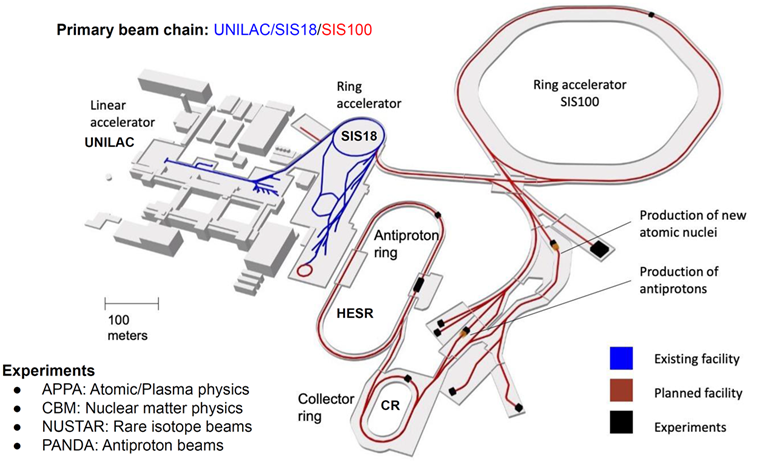 Primary beam chain: UNILAC/SIS18/SIS100
Linear
accelerator
UNILAC
Ring
accelerator
SIS18
Ring accelerator
SIS100
Antiproton
ring
HESR
Production of new
atomic nuclei
Production of
antiprotons
100
meters
Collector
ring
CR
Existing facility
Planned facility
Experiments
Experiments
● APPA: Atomic/Plasma physics
● CBM: Nuclear matter physics
● NUSTAR: Rare isotope beams
● PANDA: Antiproton beams